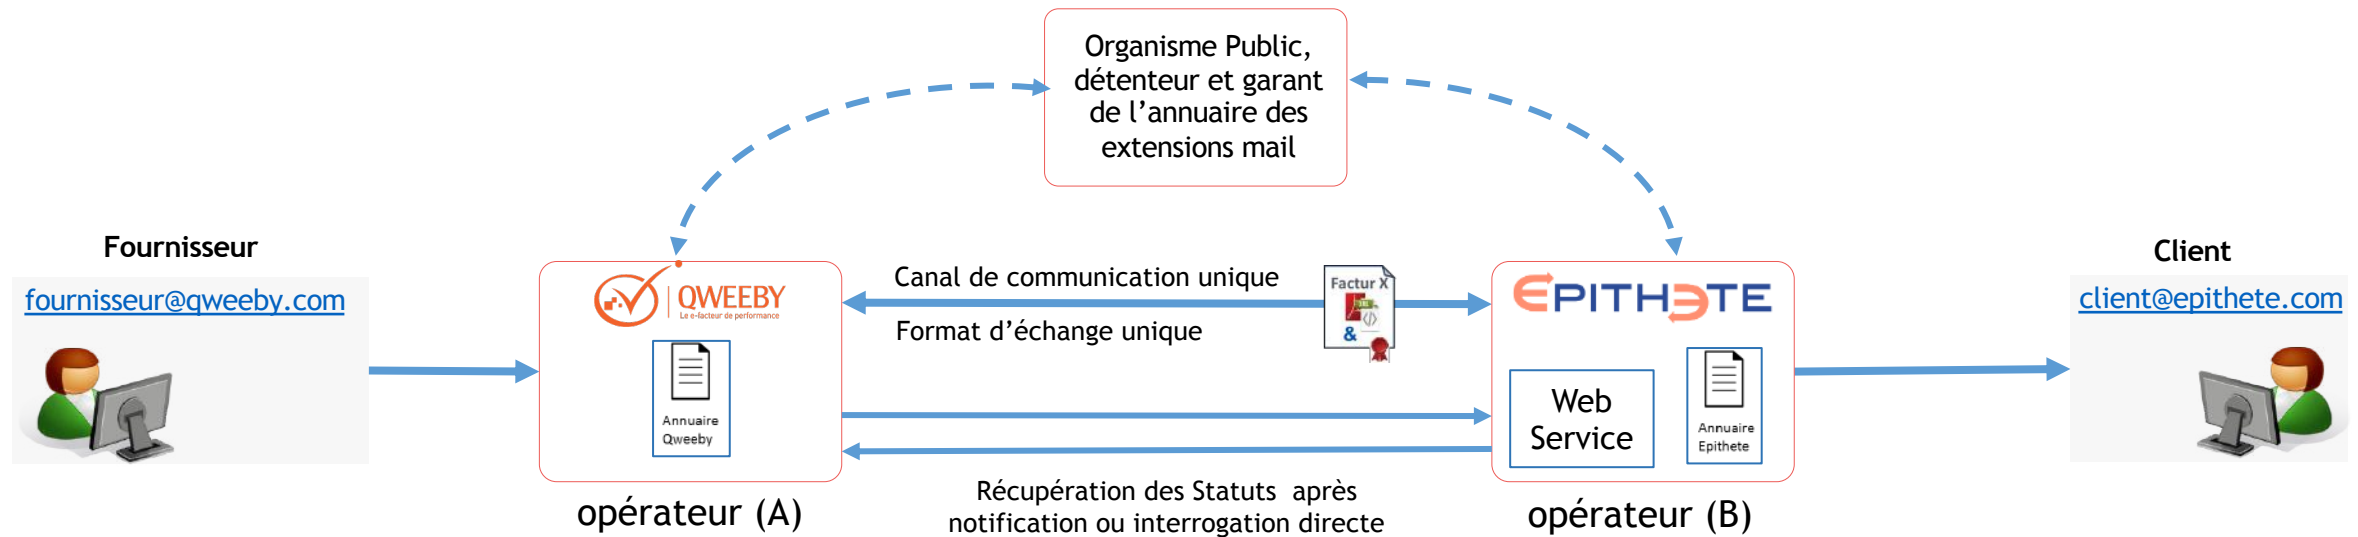 Organisme Public,
détenteur et garant
de l’annuaire des
extensions mail
Fournisseur
fournisseur@qweeby.com
QWEEBY
Le e-facteur de performance
Annuaire
Qweeby
opérateur (A)
Canal de communication unique
Format d’échange unique
Factur X
XML
</>
&
Récupération des Statuts après
notification ou interrogation directe
EPITHETE
Web
Service
Annuaire
Epithete
opérateur (B)
Client
client@epithete.com